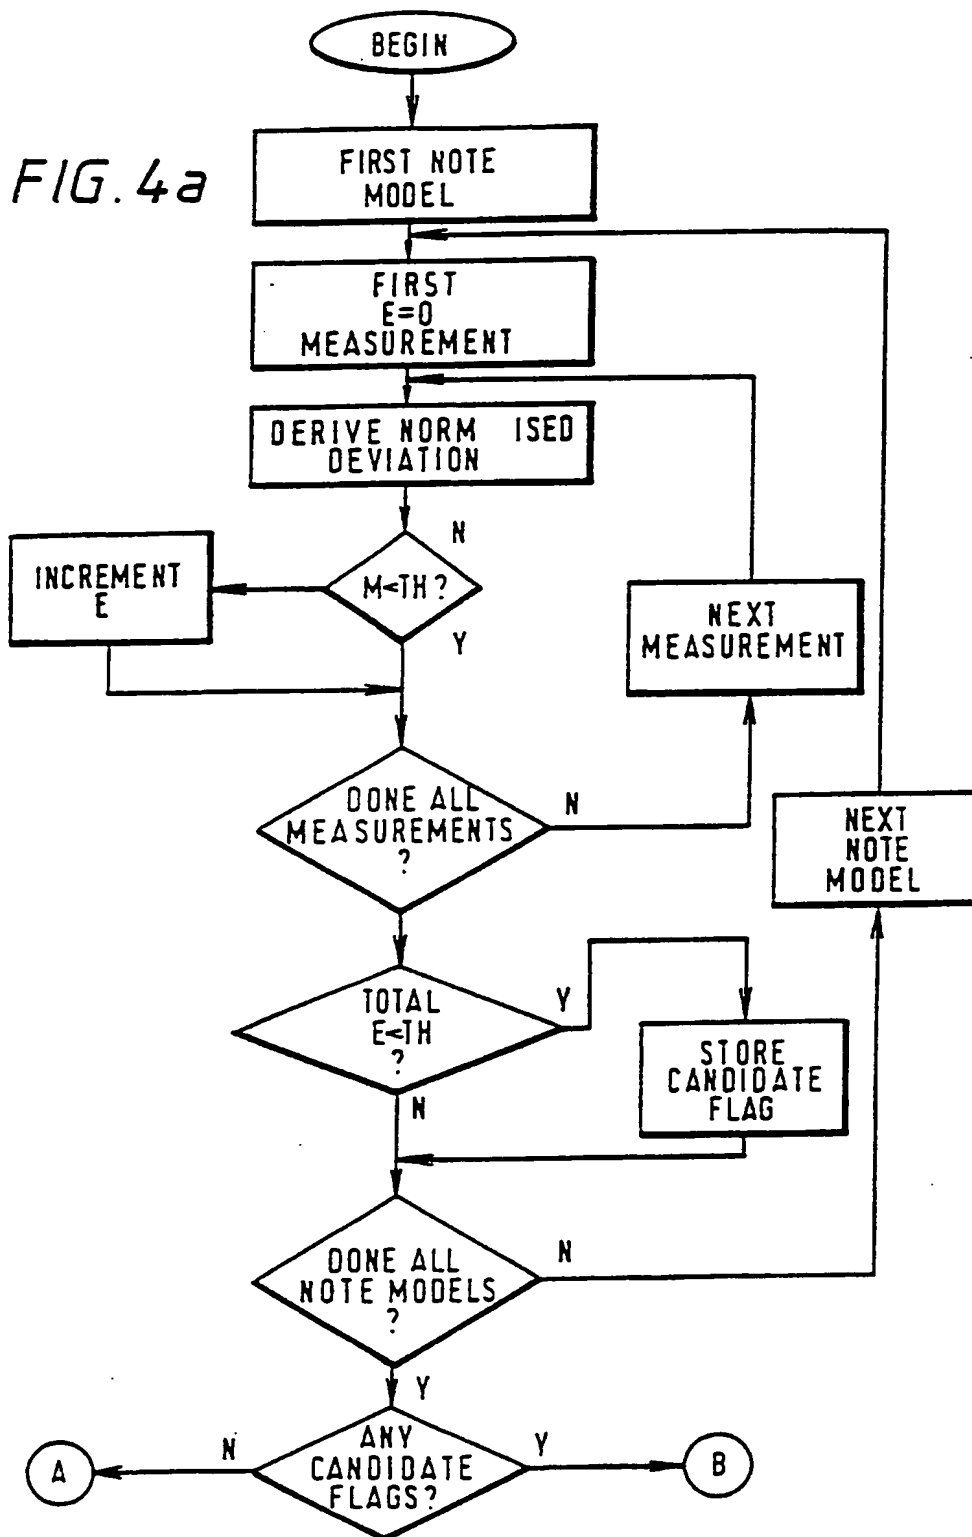 BEGIN
FIG. 4a
FIRST NOTE
MODEL
FIRST
E=0
MEASUREMENT
DERIVE NORM ISED
DEVIATION
N
INCREMENT
E
M<TH?
Y
NEXT
MEASUREMENT
DONE ALL
MEASUREMENTS
?
N
NEXT
NOTE
MODEL
TOTAL
E<TH
?
Y
N
STORE
CANDIDATE
FLAG
DONE ALL
NOTE MODELS
?
N
Y
ANY
CANDIDATE
FLAGS?
N
Y
A
B